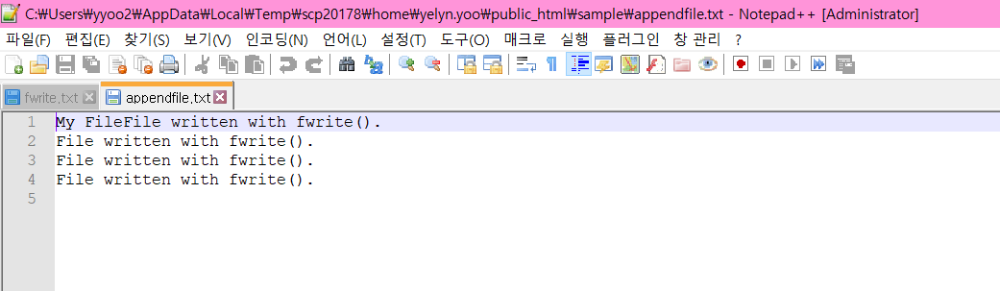 C:₩Users₩yyoo2₩AppData₩Local₩Temp₩scp20178₩home₩yelyn.yoo₩public_html₩sample₩appendfile.txt - Notepad++ [Administrator]
파일(F) 편집(E) 찾기(S) 보기(V) 인코딩(N) 언어(L) 설정(T) 도구(O) 매크로 실행 플러그인 창 관리 ?
fwrite.txt appendfile.txt
1 My FileFile written with fwrite().
2 File written with fwrite().
3 File written with fwrite().
4 File written with fwrite().
5